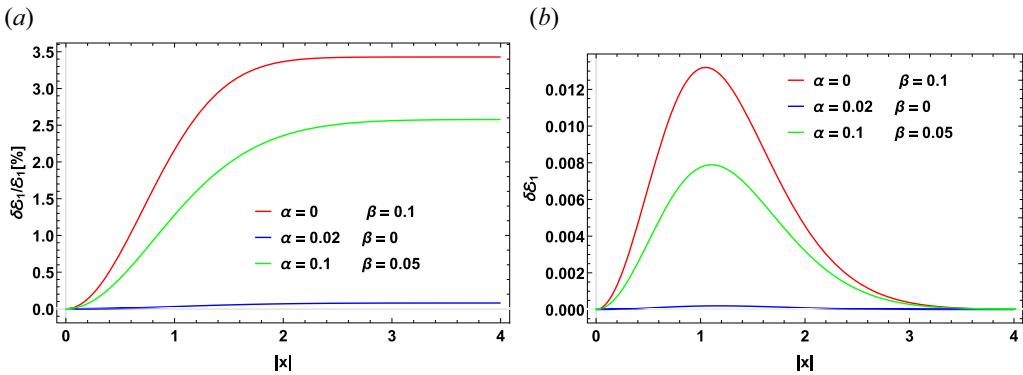 (a)
δℰ₁/ℰ₁[%]
3.5
3.0
2.5
2.0
1.5
1.0
0.5
0.0
α = 0 β = 0.1
α = 0.02 β = 0
α = 0.1 β = 0.05
0 1 2 3 4
|x|
(b)
δℰ₁
0.012
0.010
0.008
0.006
0.004
0.002
0.000
α = 0 β = 0.1
α = 0.02 β = 0
α = 0.1 β = 0.05
0 1 2 3 4
|x|